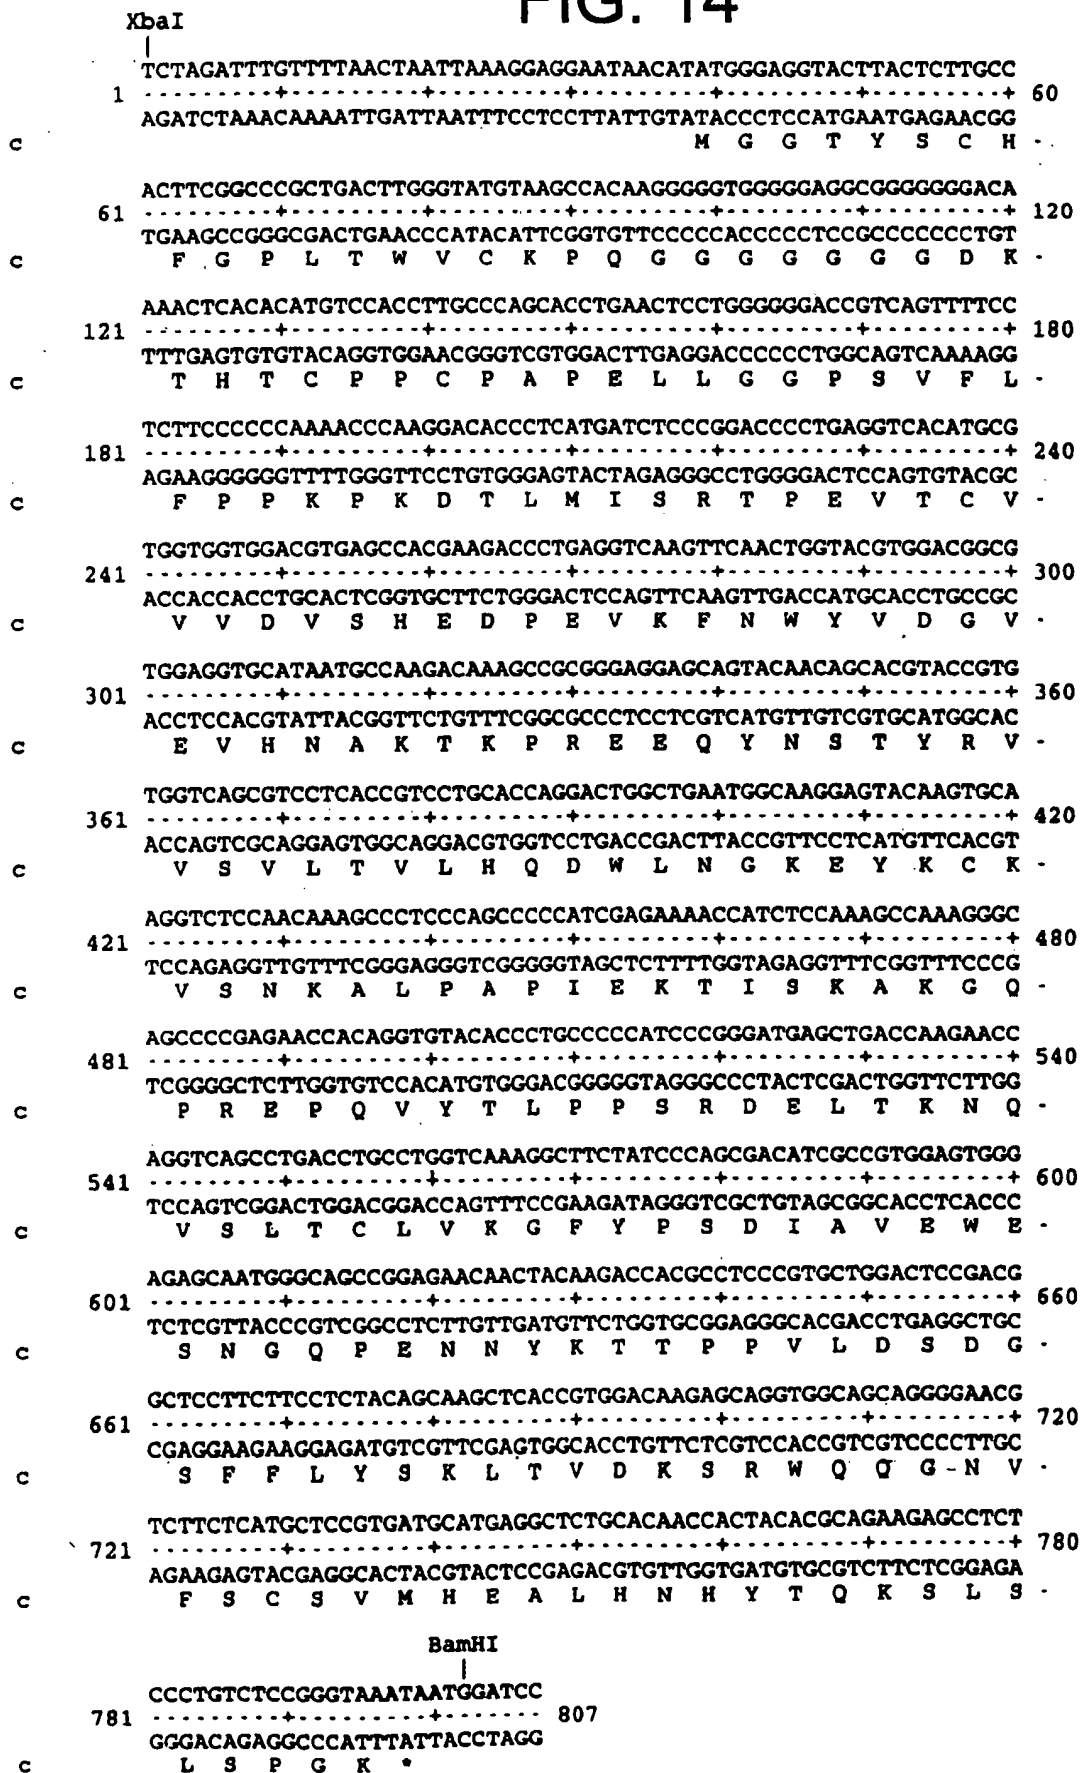 FIG. 14
XbaI
TCTAGATTTGTTTTAACTAATTAAAGGAGGAATAACATATGGGAGGTACTTACTCTTGCC
1 ---------+---------+---------+---------+---------+---------+ 60
AGATCTAAACAAAATTGATTAATTTCCTCCTTATTGTATACCCTCCATGAATGAGAACGG
c M G G T Y S C H -
ACTTCGGCCCGCTGACTTGGGTATGTAAGCCACAAGGGGGTGGGGGAGGCGGGGGGGACA
61 ---------+---------+---------+---------+---------+---------+ 120
TGAAGCCGGGCGACTGAACCCATACATTCGGTGTTCCCCCACCCCCTCCGCCCCCCCTGT
c F G P L T W V C K P Q G G G G G G G D K -
AAACTCACACATGTCCACCTTGCCCAGCACCTGAACTCCTGGGGGGACCGTCAGTTTTCC
121 ---------+---------+---------+---------+---------+---------+ 180
TTTGAGTGTGTACAGGTGGAACGGGTCGTGGACTTGAGGACCCCCCTGGCAGTCAAAAGG
c T H T C P P C P A P E L L G G P S V F L -
TCTTCCCCCCAAAACCCAAGGACACCCTCATGATCTCCCGGACCCCTGAGGTCACATGCG
181 ---------+---------+---------+---------+---------+---------+ 240
AGAAGGGGGGTTTTGGGTTCCTGTGGGAGTACTAGAGGGCCTGGGGACTCCAGTGTACGC
c F P P K P K D T L M I S R T P E V T C V -
TGGTGGTGGACGTGAGCCACGAAGACCCTGAGGTCAAGTTCAACTGGTACGTGGACGGCG
241 ---------+---------+---------+---------+---------+---------+ 300
ACCACCACCTGCACTCGGTGCTTCTGGGACTCCAGTTCAAGTTGACCATGCACCTGCCGC
c V V D V S H E D P E V K F N W Y V D G V -
TGGAGGTGCATAATGCCAAGACAAAGCCGCGGGAGGAGCAGTACAACAGCACGTACCGTG
301 ---------+---------+---------+---------+---------+---------+ 360
ACCTCCACGTATTACGGTTCTGTTTCGGCGCCCTCCTCGTCATGTTGTCGTGCATGGCAC
c E V H N A K T K P R E E Q Y N S T Y R V -
TGGTCAGCGTCCTCACCGTCCTGCACCAGGACTGGCTGAATGGCAAGGAGTACAAGTGCA
361 ---------+---------+---------+---------+---------+---------+ 420
ACCAGTCGCAGGAGTGGCAGGACGTGGTCCTGACCGACTTACCGTTCCTCATGTTCACGT
c V S V L T V L H Q D W L N G K E Y K C K -
AGGTCTCCAACAAAGCCCTCCCAGCCCCCATCGAGAAAACCATCTCCAAAGCCAAAGGGC
421 ---------+---------+---------+---------+---------+---------+ 480
TCCAGAGGTTGTTTCGGGAGGGTCGGGGGTAGCTCTTTTGGTAGAGGTTTCGGTTTCCCG
c V S N K A L P A P I E K T I S K A K G Q -
AGCCCCGAGAACCACAGGTGTACACCCTGCCCCCATCCCGGGATGAGCTGACCAAGAACC
481 ---------+---------+---------+---------+---------+---------+ 540
TCGGGGCTCTTGGTGTCCACATGTGGGACGGGGGTAGGGCCCTACTCGACTGGTTCTTGG
c P R E P Q V Y T L P P S R D E L T K N Q -
AGGTCAGCCTGACCTGCCTGGTCAAAGGCTTCTATCCCAGCGACATCGCCGTGGAGTGGG
541 ---------+---------+---------+---------+---------+---------+ 600
TCCAGTCGGACTGGACGGACCAGTTTCCGAAGATAGGGTCGCTGTAGCGGCACCTCACCC
c V S L T C L V K G F Y P S D I A V E W E -
AGAGCAATGGGCAGCCGGAGAACAACTACAAGACCACGCCTCCCGTGCTGGACTCCGACG
601 ---------+---------+---------+---------+---------+---------+ 660
TCTCGTTACCCGTCGGCCTCTTGTTGATGTTCTGGTGCGGAGGGCACGACCTGAGGCTGC
c S N G Q P E N N Y K T T P P V L D S D G -
GCTCCTTCTTCCTCTACAGCAAGCTCACCGTGGACAAGAGCAGGTGGCAGCAGGGGAACG
661 ---------+---------+---------+---------+---------+---------+ 720
CGAGGAAGAAGGAGATGTCGTTCGAGTGGCACCTGTTCTCGTCCACCGTCGTCCCCTTGC
c S F F L Y S K L T V D K S R W Q Q G N V -
TCTTCTCATGCTCCGTGATGCATGAGGCTCTGCACAACCACTACACGCAGAAGAGCCTCT
721 ---------+---------+---------+---------+---------+---------+ 780
AGAAGAGTACGAGGCACTACGTACTCCGAGACGTGTTGGTGATGTGCGTCTTCTCGGAGA
c F S C S V M H E A L H N H Y T Q K S L S -
BamHI
CCCTGTCTCCGGGTAAATAATGGATCC
781 ---------+---------+------- 807
GGGACAGAGGCCCATTTATTACCTAGG
c L S P G K *